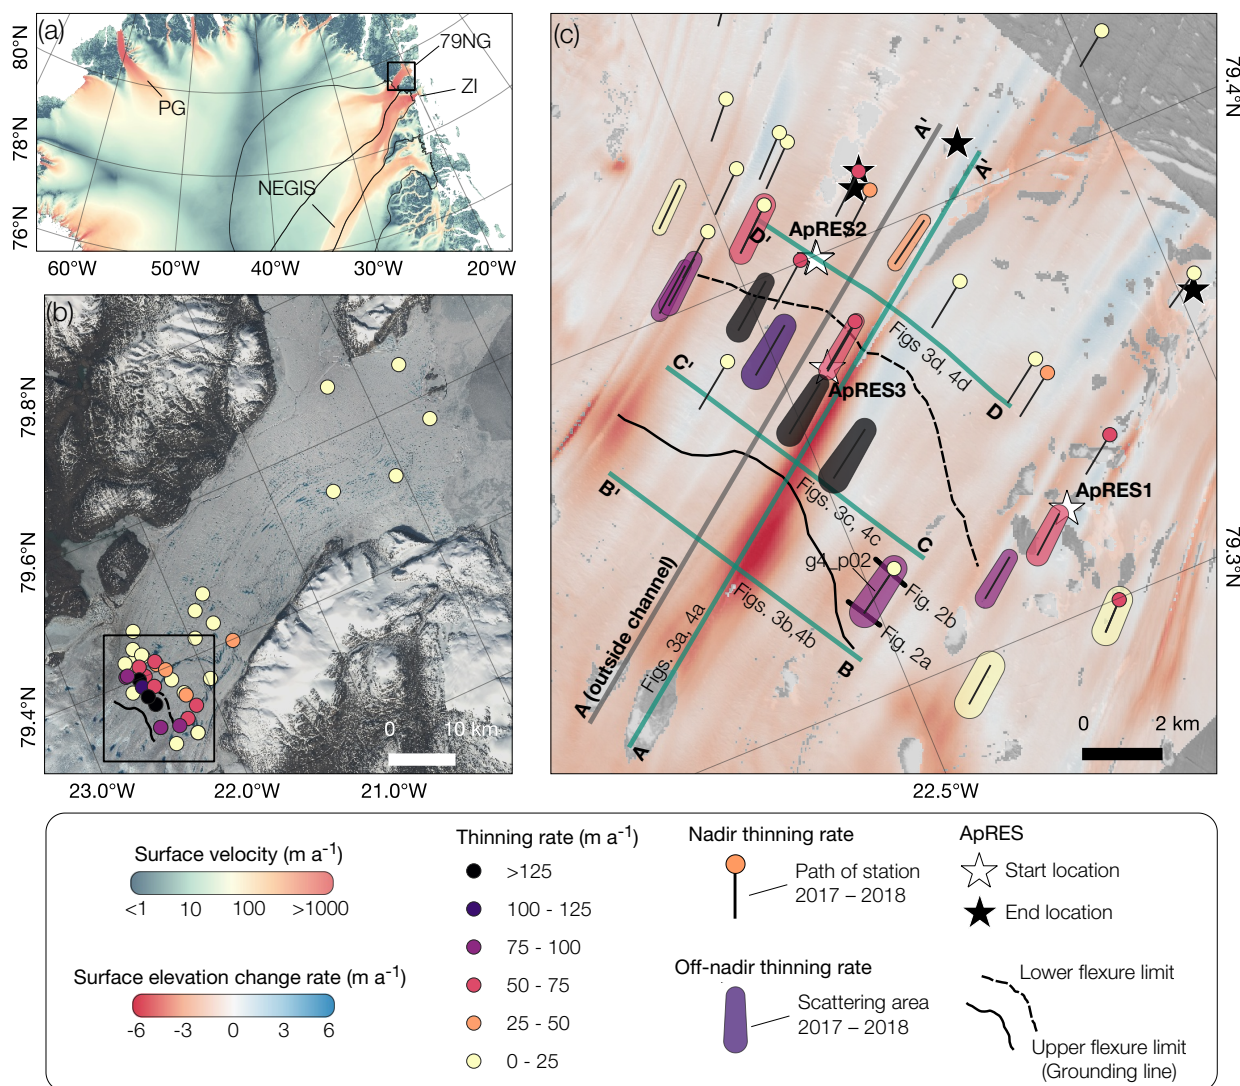 (a)
80°N
78°N
76°N
60°W
40°W
30°W
20°W
PG
NEGIS
79NG
ZI
(b)
79.8°N
79.6°N
79.4°N
23.0°W
22.0°W
21.0°W
0 10 km
(c)
79.4°N
79.3°N
22.5°W
A'
A'
ApRES2
D'
Figs 3d, 4d
D
C'
ApRES3
ApRES1
B'
Figs. 3c, 4c
C
g4_p02
Fig. 2b
Fig. 2a
Figs. 3b,4b
B
A (outside channel)
Figs. 3a, 4a
A
0 2 km
Surface velocity (m a-1)
<1 10 100 >1000
Surface elevation change rate (m a-1)
-6 -3 0 3 6
Thinning rate (m a-1)
>125
100 - 125
75 - 100
50 - 75
25 - 50
0 - 25
Nadir thinning rate
Path of station
2017 – 2018
Off-nadir thinning rate
Scattering area
2017 – 2018
ApRES
Start location
End location
Lower flexure limit
Upper flexure limit
(Grounding line)